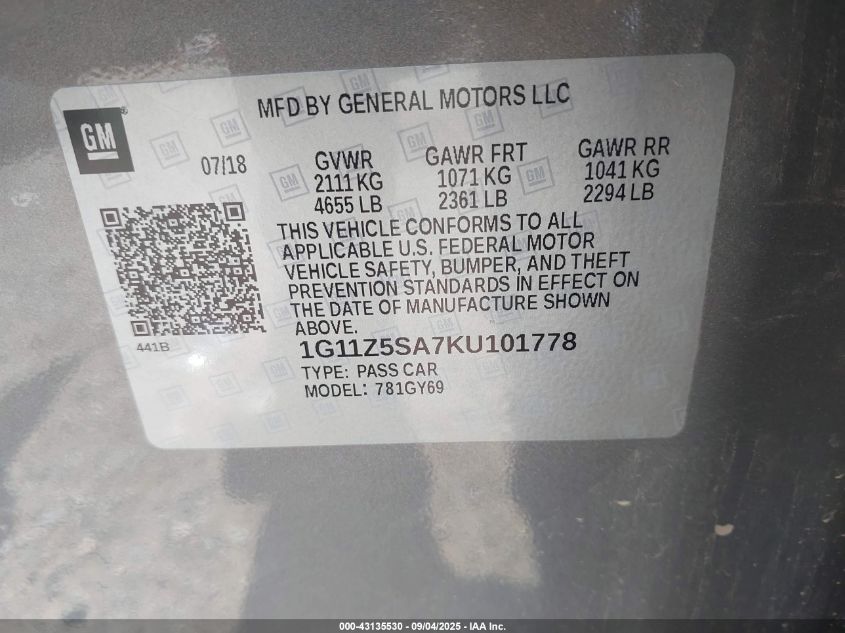 MFD BY GENERAL MOTORS LLC
GM
07/18
GVWR GAWR FRT GAWR RR
2111 KG 1071 KG 1041 KG
4655 LB 2361 LB 2294 LB
THIS VEHICLE CONFORMS TO ALL
APPLICABLE U.S. FEDERAL MOTOR
VEHICLE SAFETY, BUMPER, AND THEFT
PREVENTION STANDARDS IN EFFECT ON
THE DATE OF MANUFACTURE SHOWN
ABOVE.
441B
1G11Z5SA7KU101778
TYPE: PASS CAR
MODEL: 781GY69
000-43135530 - 09/04/2025 - IAA Inc.